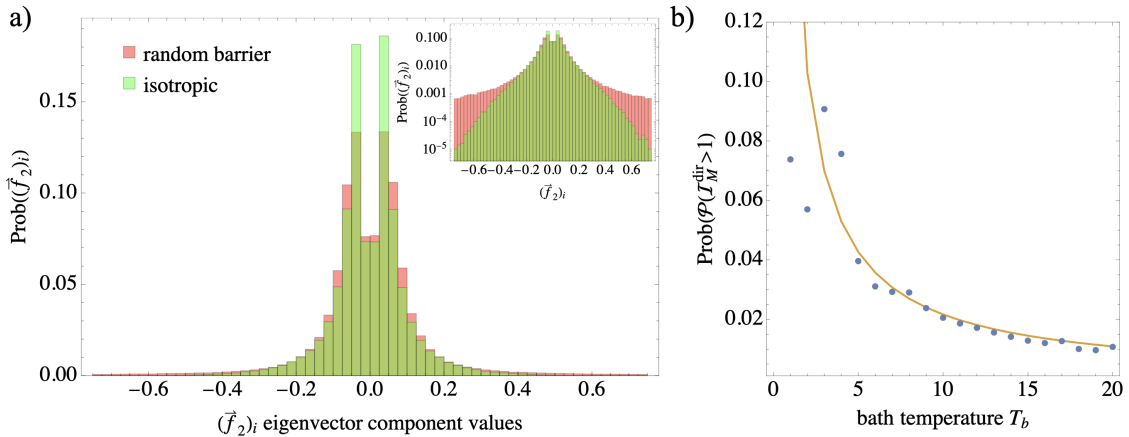 a)
Prob((f⃗₂)ᵢ)
0.15
0.10
0.05
0.00
random barrier
isotropic
−0.6 −0.4 −0.2 0.0 0.2 0.4 0.6
(f⃗₂)ᵢ eigenvector component values
Prob((f⃗₂)ᵢ)
0.100
0.010
0.001
10⁻⁴
10⁻⁵
−0.6 −0.4 −0.2 0.0 0.2 0.4 0.6
(f⃗₂)ᵢ
b)
Prob(𝒫(ℐ_M^dir>1)
0.12
0.10
0.08
0.06
0.04
0.02
0 5 10 15 20
bath temperature T_b